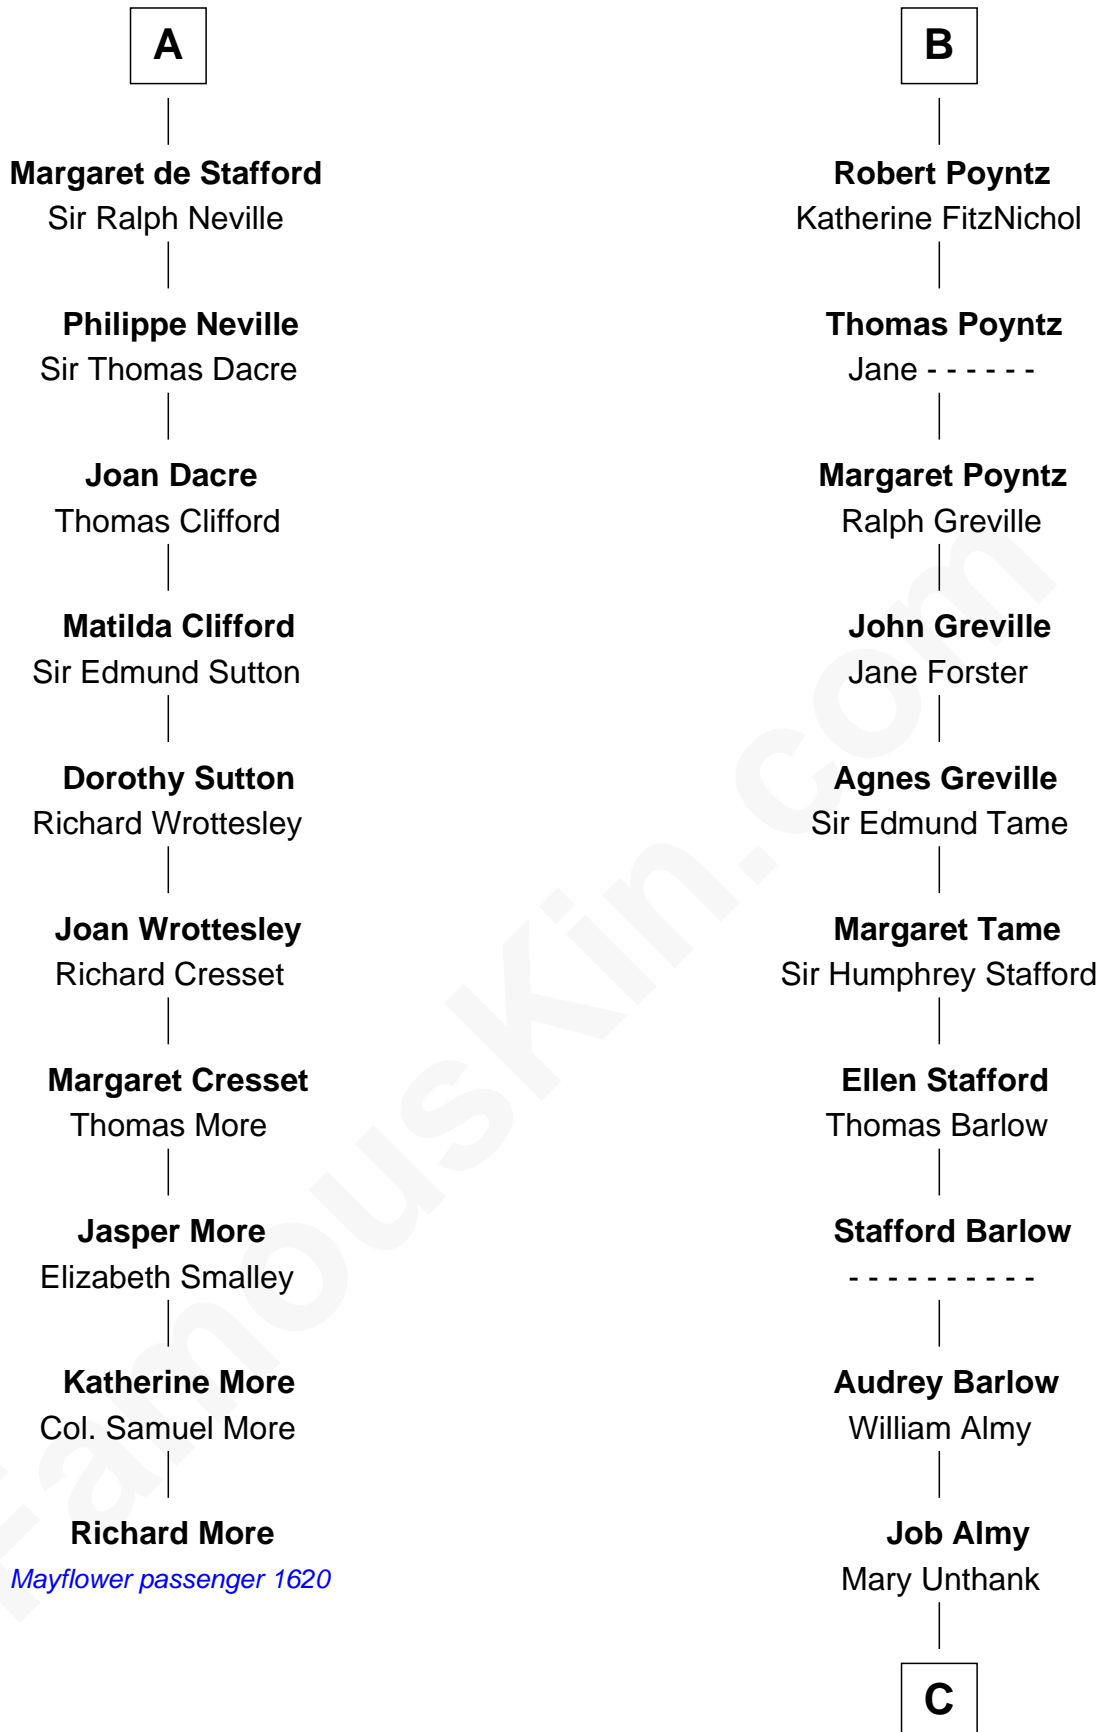 A
Margaret de Stafford
Sir Ralph Neville
Philippe Neville
Sir Thomas Dacre
Joan Dacre
Thomas Clifford
Matilda Clifford
Sir Edmund Sutton
Dorothy Sutton
Richard Wrottesley
Joan Wrottesley
Richard Cresset
Margaret Cresset
Thomas More
Jasper More
Elizabeth Smalley
Katherine More
Col. Samuel More
Richard More
Mayflower passenger 1620
B
Robert Poyntz
Katherine FitzNichol
Thomas Poyntz
Jane - - - - - -
Margaret Poyntz
Ralph Greville
John Greville
Jane Forster
Agnes Greville
Sir Edmund Tame
Margaret Tame
Sir Humphrey Stafford
Ellen Stafford
Thomas Barlow
Stafford Barlow
- - - - - - - - - -
Audrey Barlow
William Almy
Job Almy
Mary Unthank
C
FamousKin.com